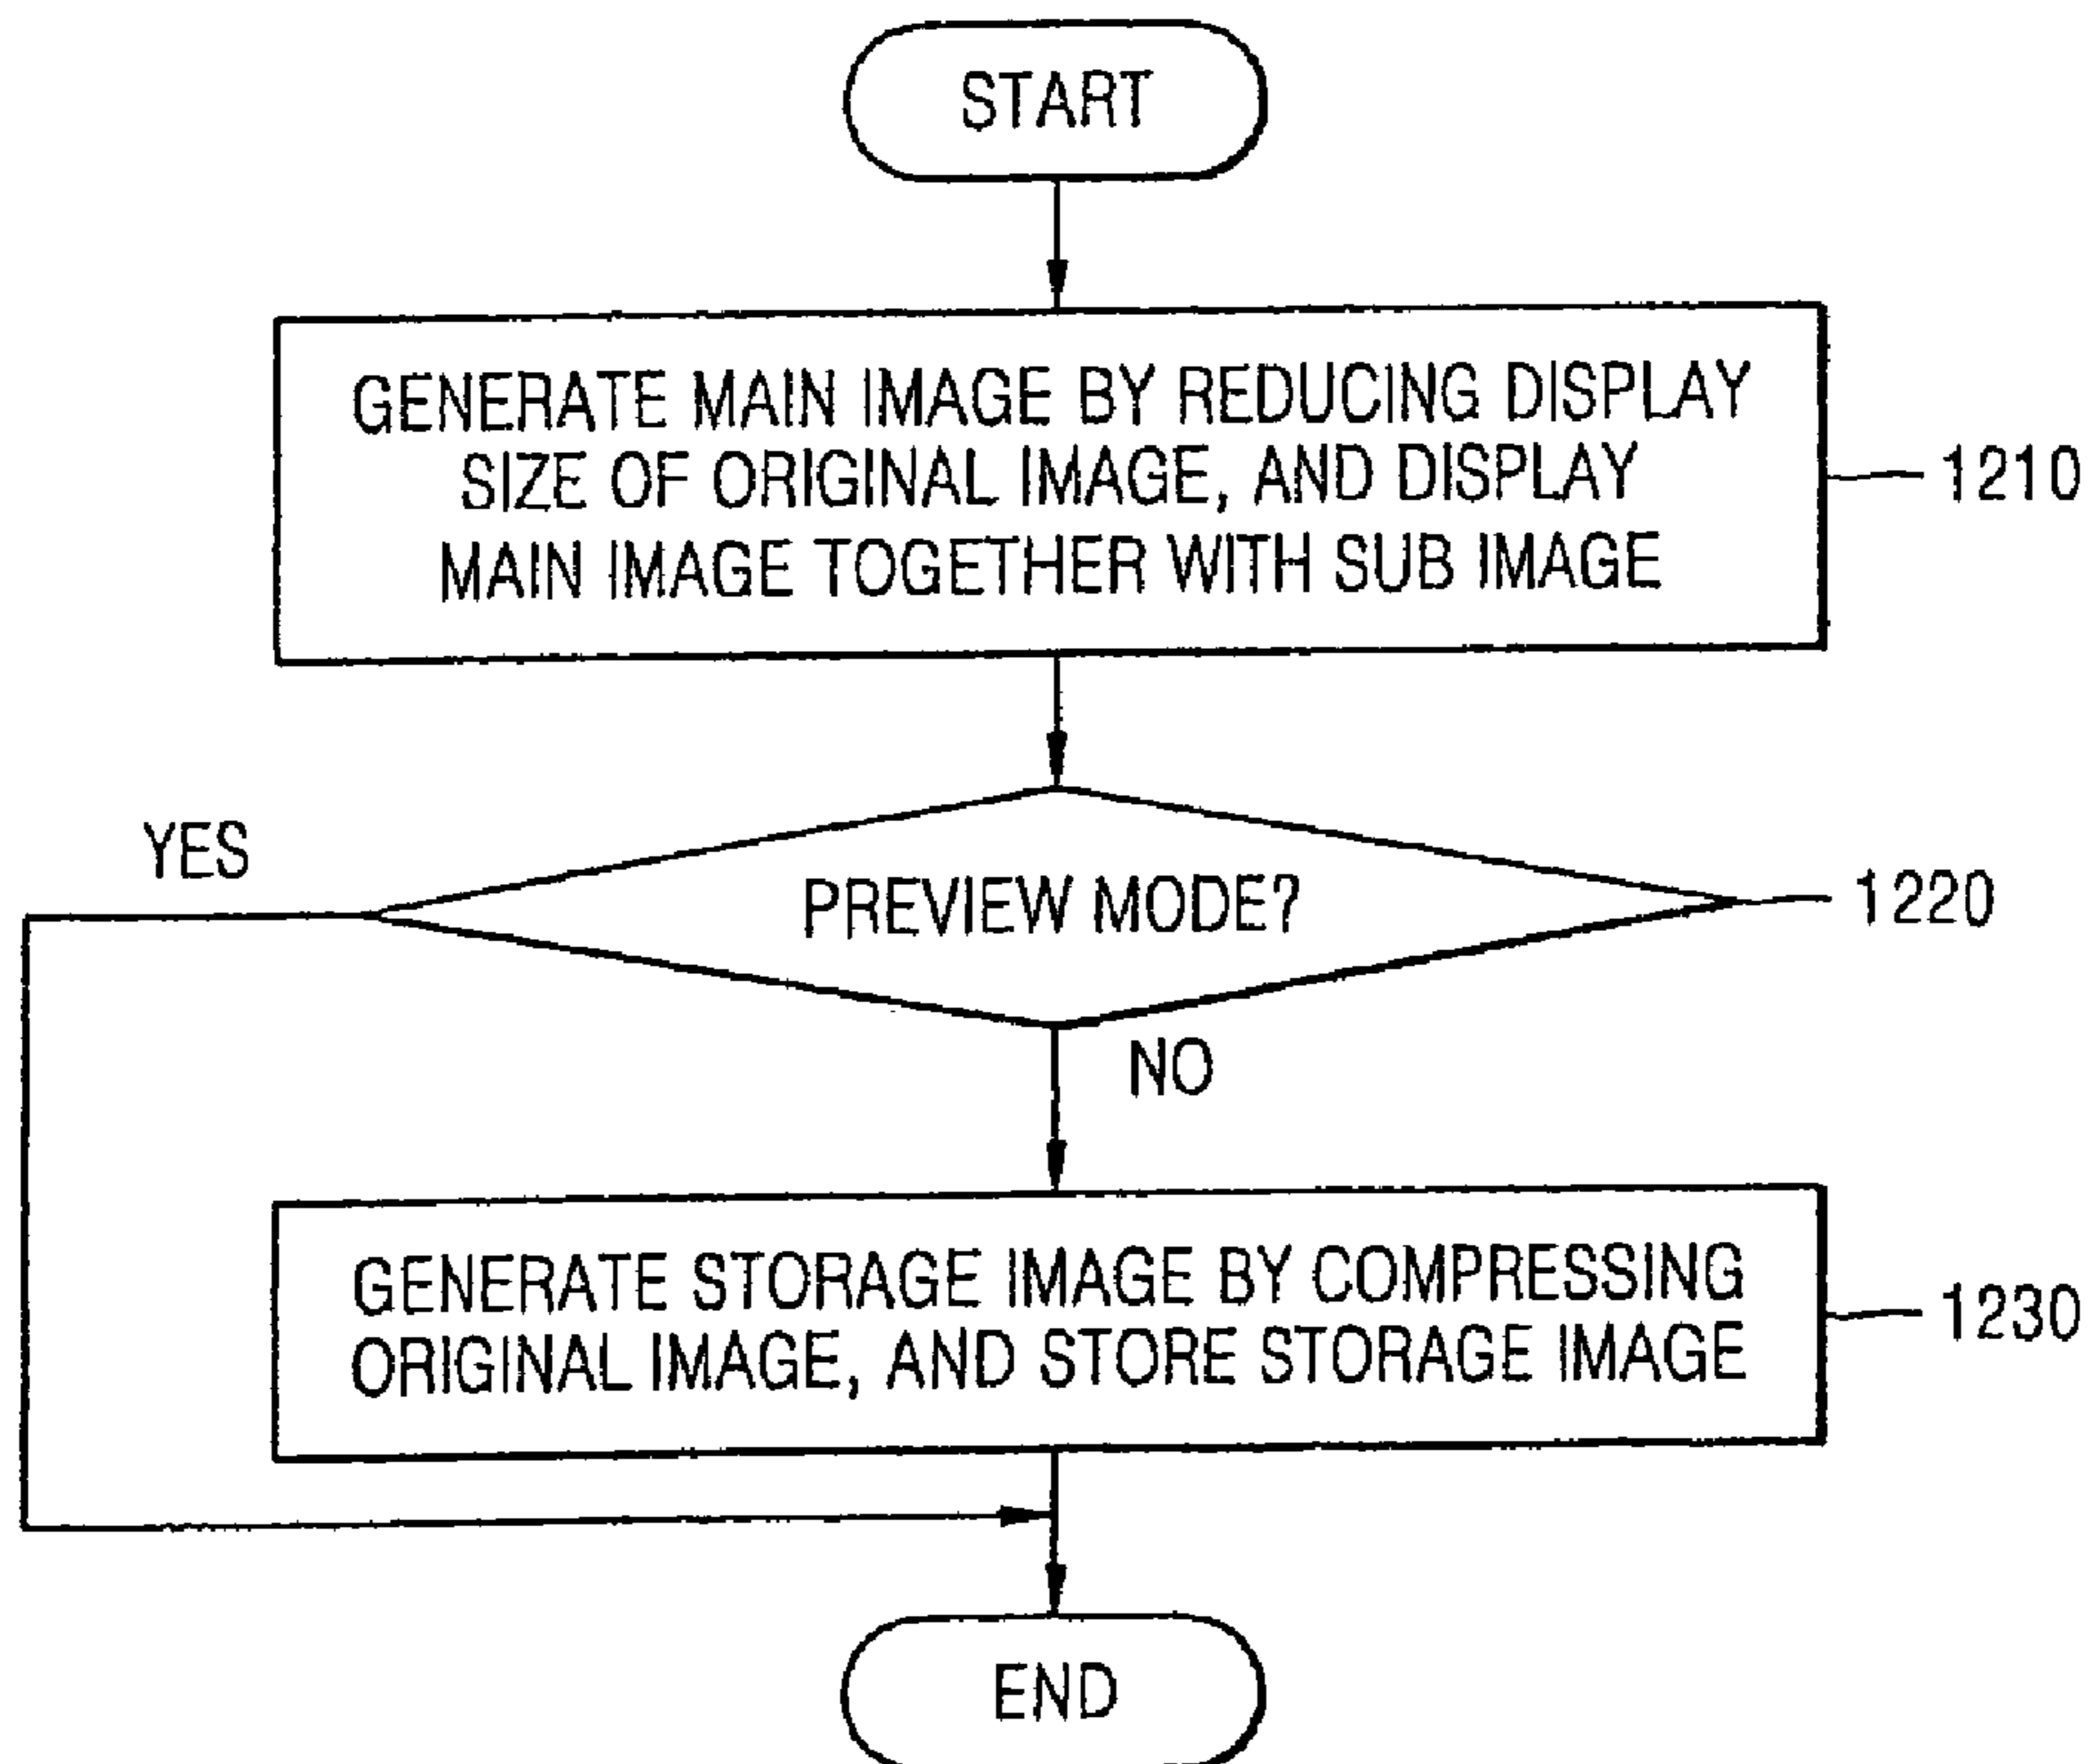 START
GENERATE MAIN IMAGE BY REDUCING DISPLAY
SIZE OF ORIGINAL IMAGE, AND DISPLAY
MAIN IMAGE TOGETHER WITH SUB IMAGE
1210
YES
PREVIEW MODE?
1220
NO
GENERATE STORAGE IMAGE BY COMPRESSING
ORIGINAL IMAGE, AND STORE STORAGE IMAGE
1230
END